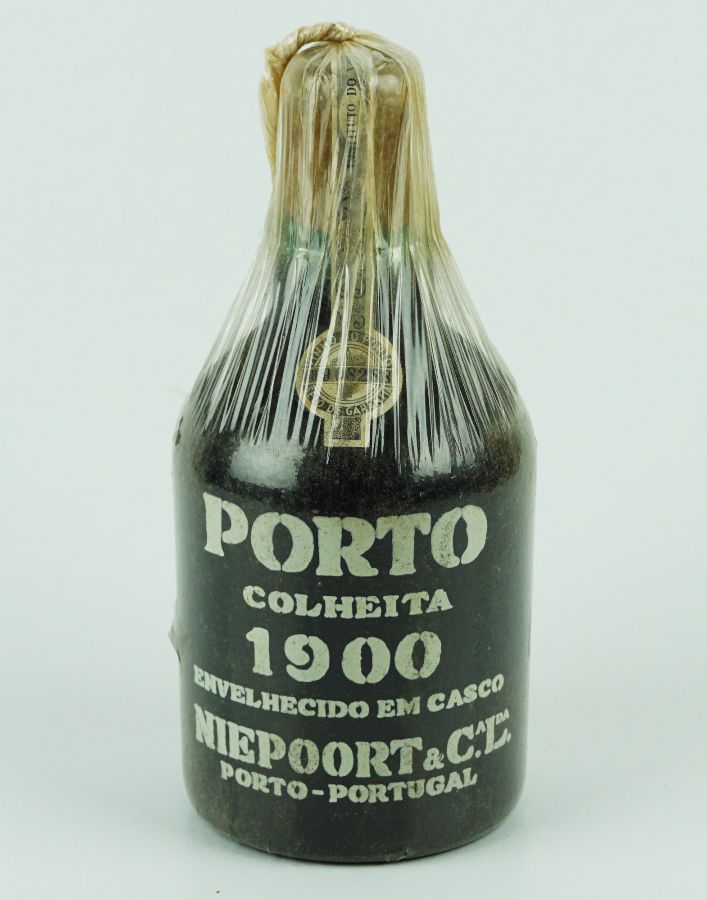 PORTO
COLHEITA
1900
ENVELHECIDO EM CASCO
NIEPOORT & C.ᴬ L.ᴰᴬ
PORTO-PORTUGAL